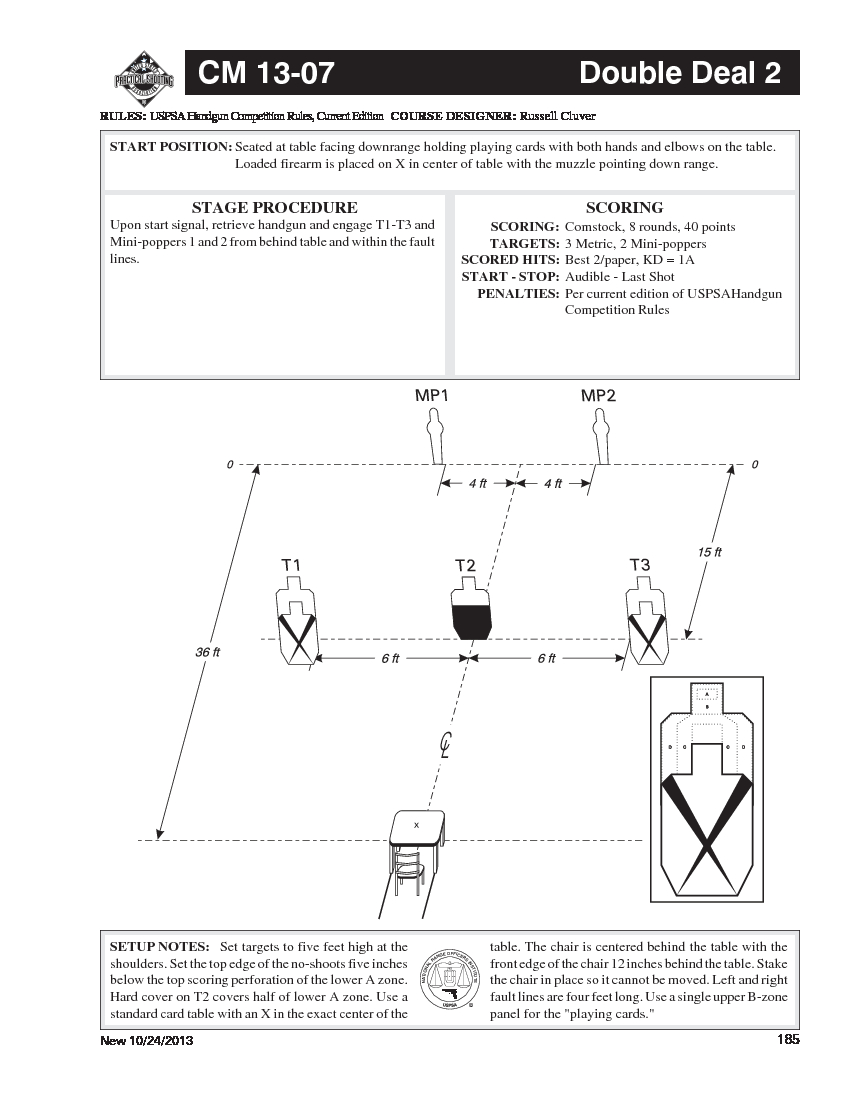 CM 13-07 Double Deal 2
RULES: USPSA Handgun Competition Rules, Current Edition COURSE DESIGNER: Russell Cluver
START POSITION: Seated at table facing downrange holding playing cards with both hands and elbows on the table.
Loaded firearm is placed on X in center of table with the muzzle pointing down range.
STAGE PROCEDURE
Upon start signal, retrieve handgun and engage T1-T3 and
Mini-poppers 1 and 2 from behind table and within the fault
lines.
SCORING
SCORING: Comstock, 8 rounds, 40 points
TARGETS: 3 Metric, 2 Mini-poppers
SCORED HITS: Best 2/paper, KD = 1A
START - STOP: Audible - Last Shot
PENALTIES: Per current edition of USPSAHandgun
Competition Rules
MP1 MP2
0 0
4 ft 4 ft
15 ft
T1 T2 T3
36 ft
6 ft 6 ft
A
B
CL
X
SETUP NOTES: Set targets to five feet high at the
shoulders. Set the top edge of the no-shoots five inches
below the top scoring perforation of the lower A zone.
Hard cover on T2 covers half of lower A zone. Use a
standard card table with an X in the exact center of the
table. The chair is centered behind the table with the
front edge of the chair 12 inches behind the table. Stake
the chair in place so it cannot be moved. Left and right
fault lines are four feet long. Use a single upper B-zone
panel for the "playing cards."
USPSA
New 10/24/2013 185